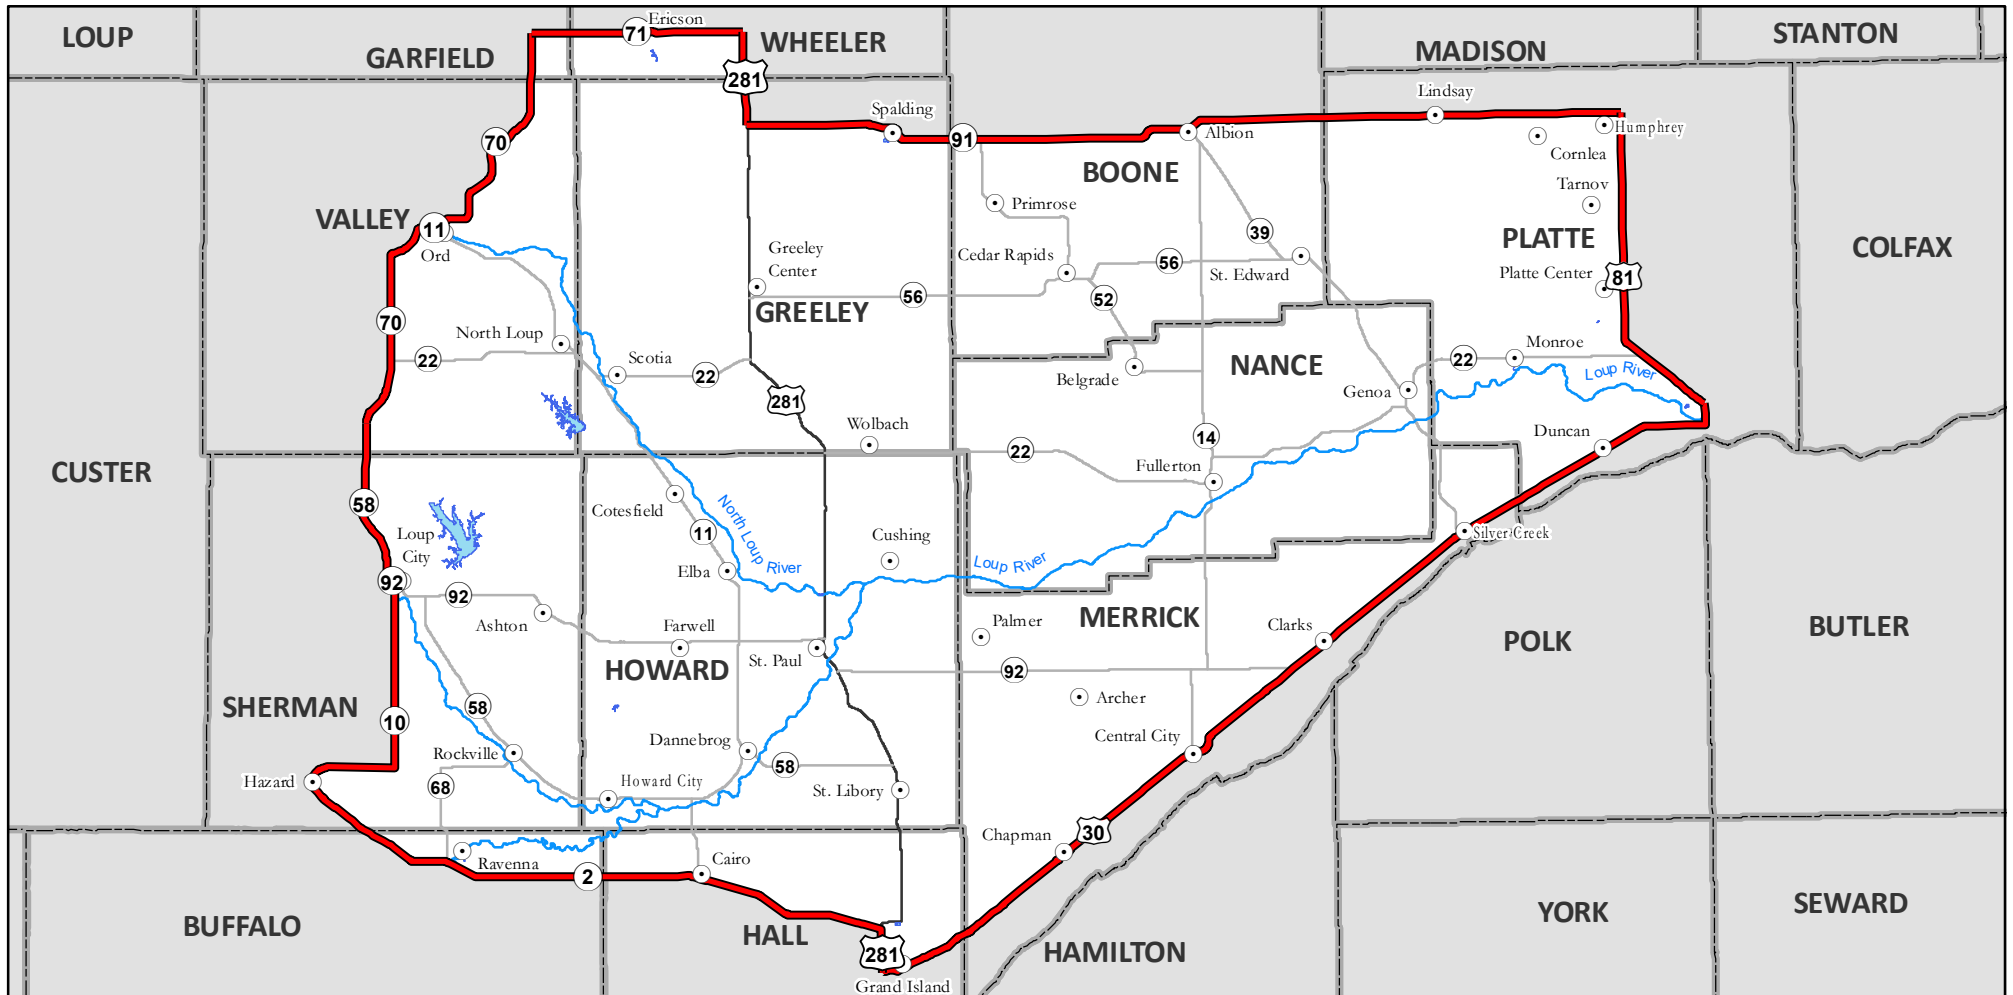 LOUP
GARFIELD
71
Ericson
WHEELER
MADISON
STANTON
281
Spalding
91
Lindsay
Albion
Humphrey
Cornlea
70
BOONE
Tarnov
VALLEY
11
Ord
Primrose
39
PLATTE
COLFAX
Greeley
Center
Cedar Rapids
56
St. Edward
Platte Center
81
56
52
GREELEY
70
North Loup
22
Scotia
22
281
Belgrade
NANCE
Genoa
22
Monroe
Loup River
Wolbach
14
Duncan
22
Fullerton
CUSTER
58
Loup
City
Cotesfield
11
North Loup River
Cushing
Loup River
Silver Creek
92
92
Elba
Ashton
Farwell
St. Paul
Palmer
MERRICK
Clarks
POLK
BUTLER
HOWARD
92
SHERMAN
10
58
Archer
Rockville
Dannebrog
58
Central City
Hazard
68
Howard City
St. Libory
Chapman
30
Ravenna
Cairo
2
BUFFALO
HALL
281
HAMILTON
YORK
SEWARD
Grand Island